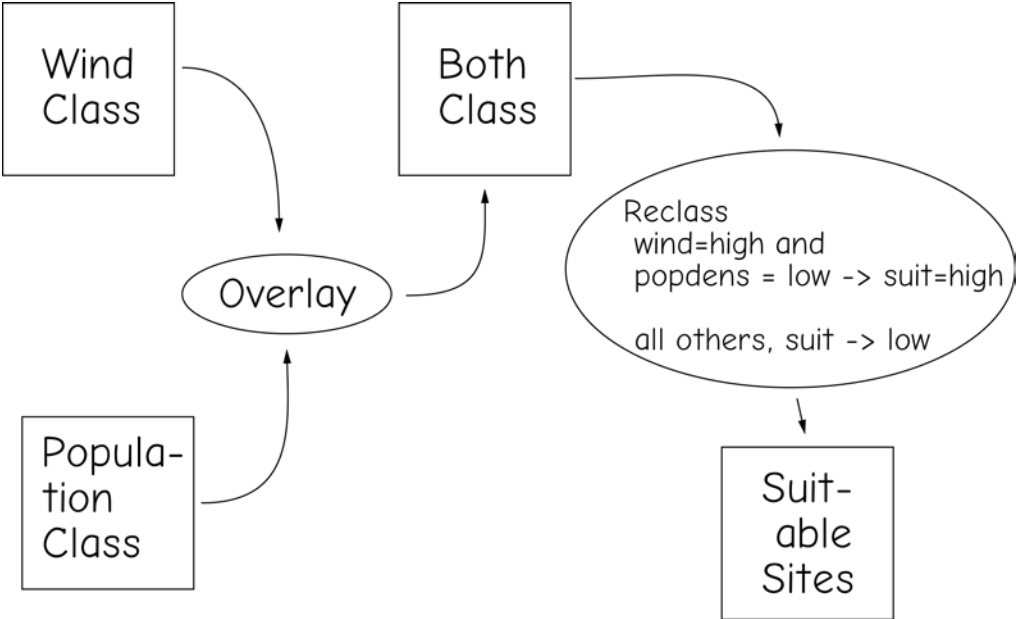 Wind
Class
Both
Class
Reclass
wind=high and
popdens = low -> suit=high
all others, suit -> low
Overlay
Popula-
tion
Class
Suit-
able
Sites